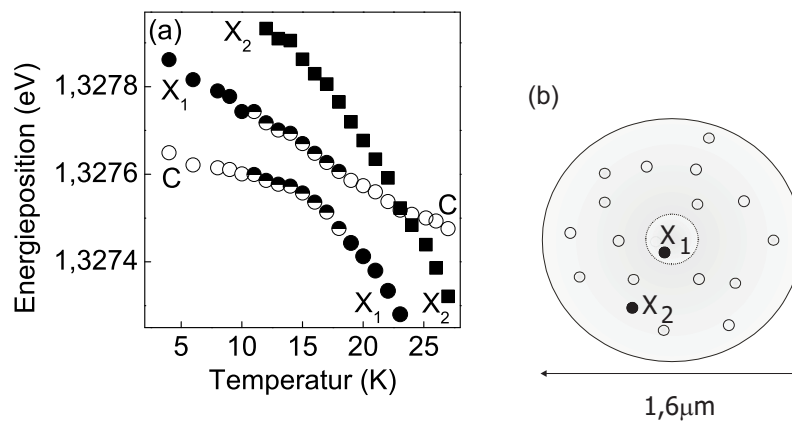 (a)
X2
1,3278
X1
1,3276
C
C
1,3274
X1
X2
5 10 15 20 25
Energieposition (eV)
Temperatur (K)
(b)
X1
X2
1,6µm